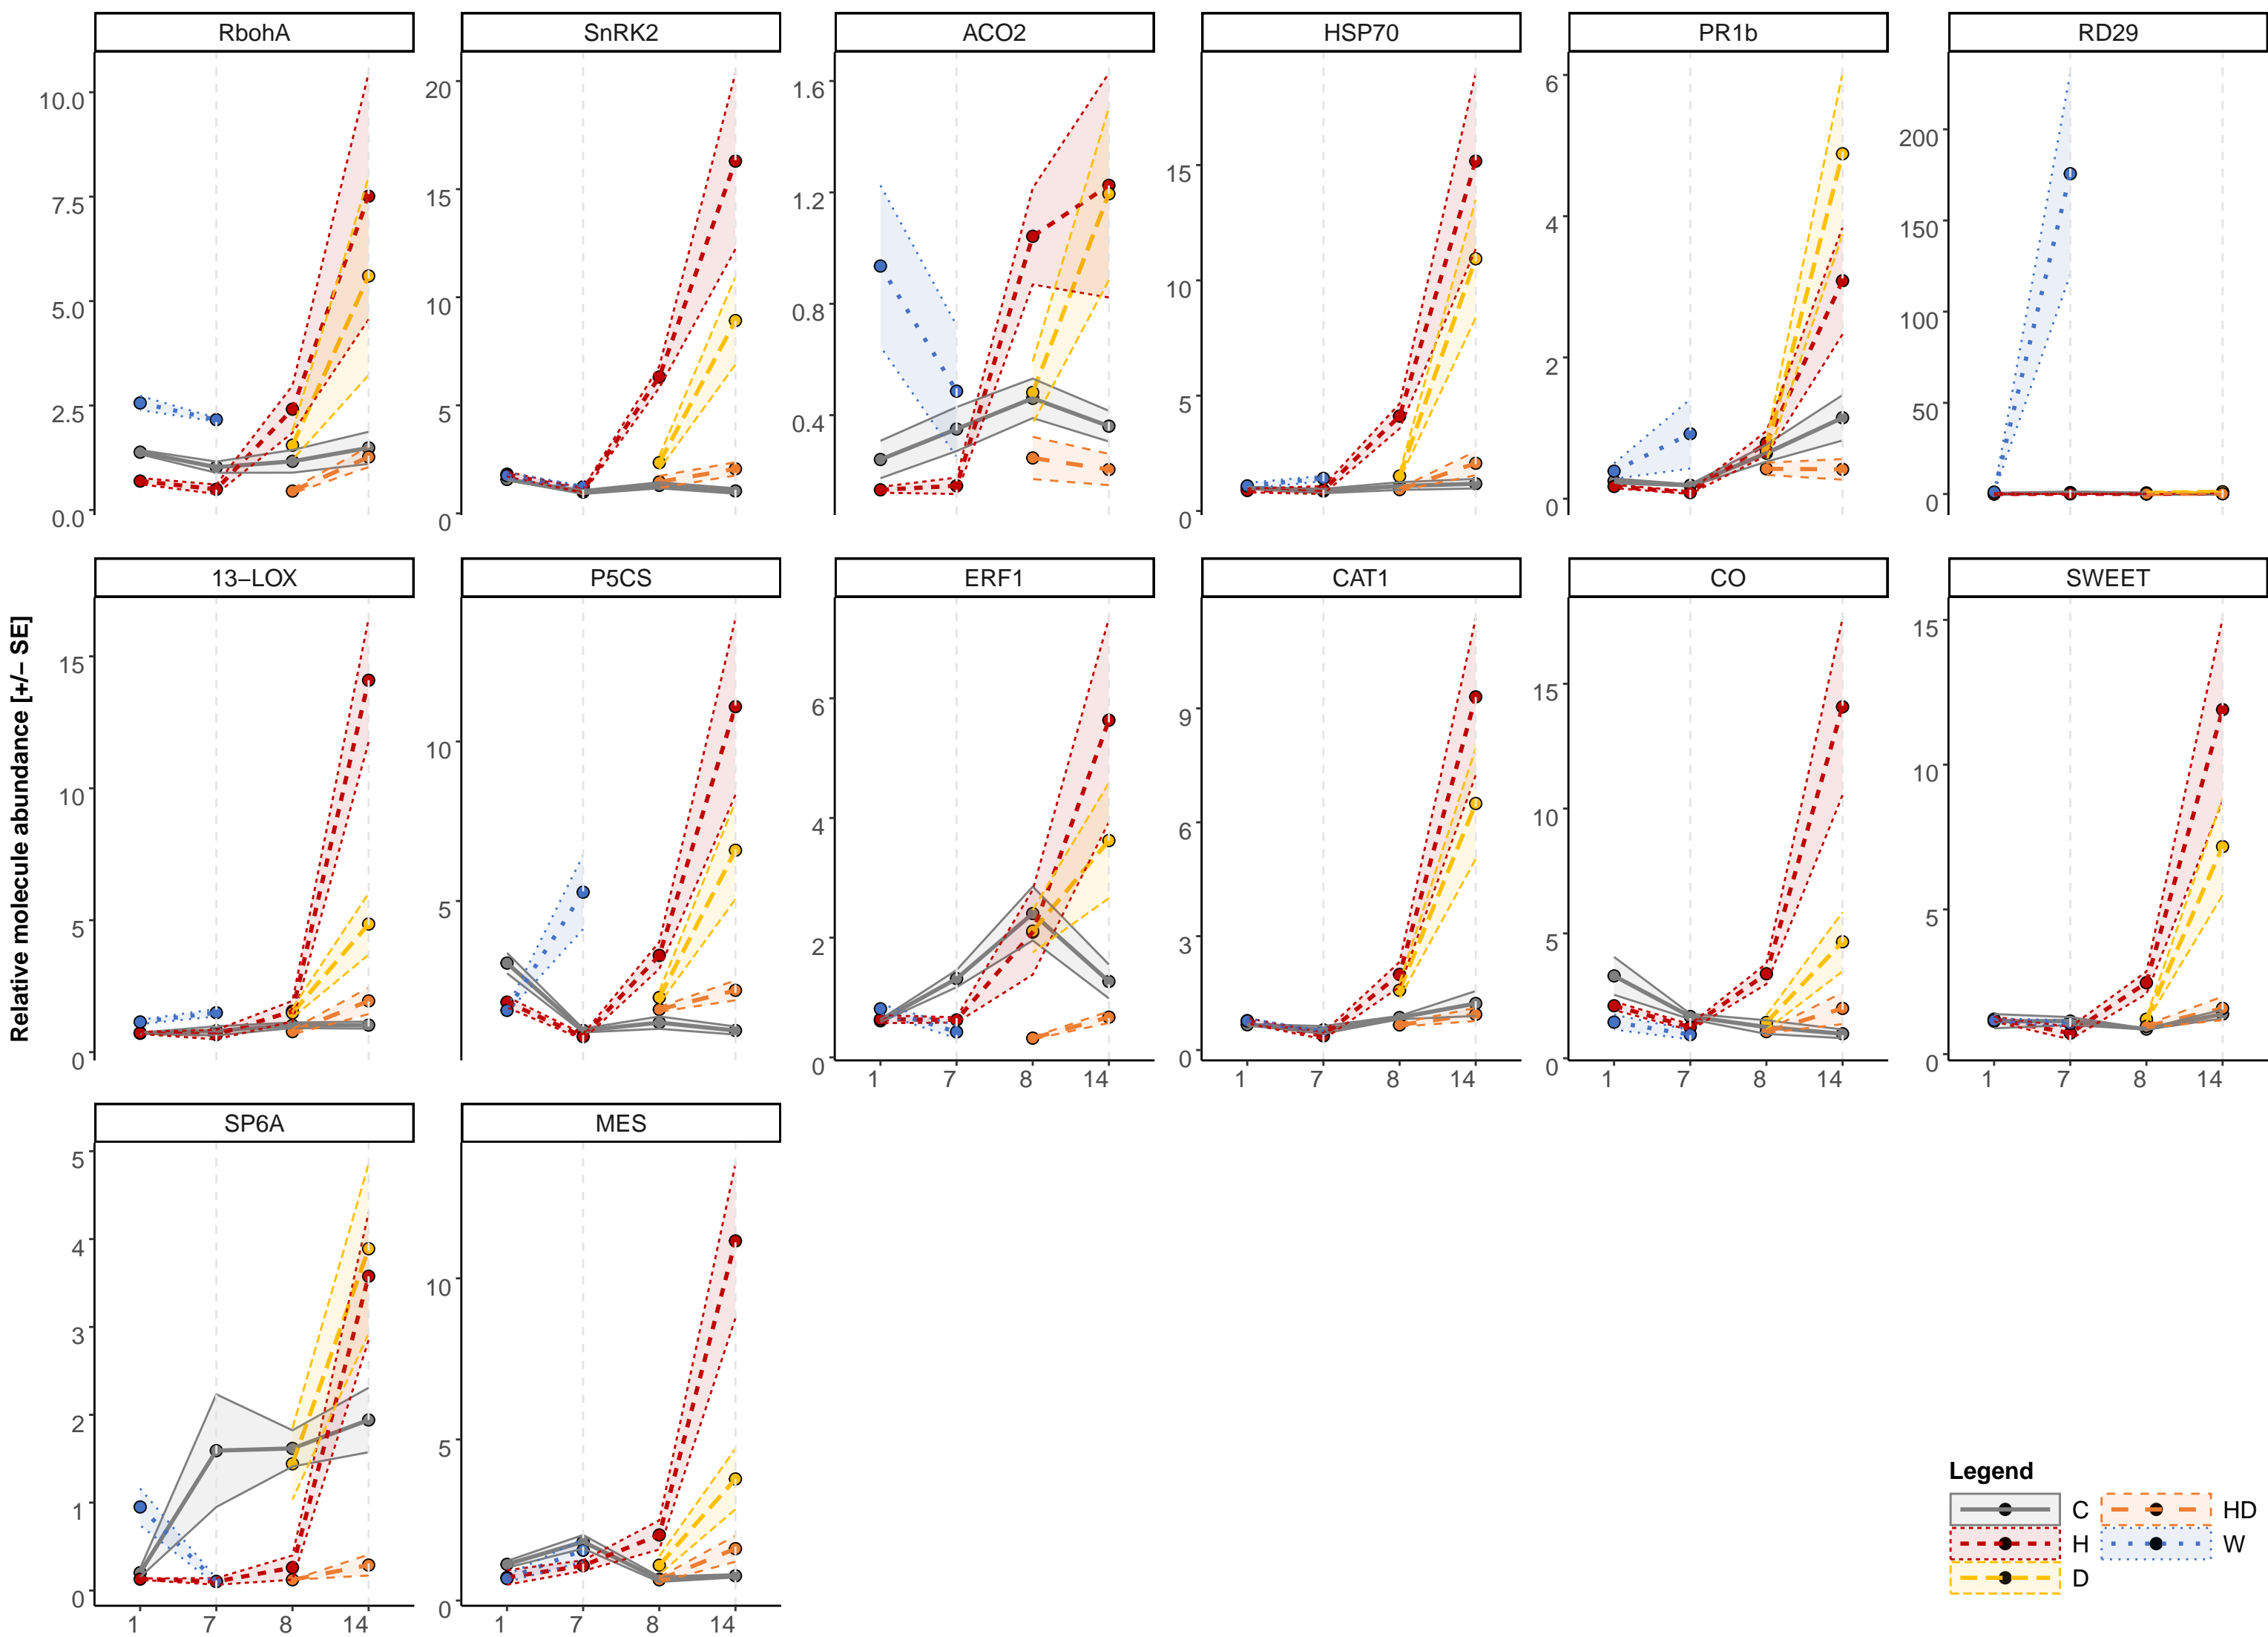 RbohA SnRK2 ACO2 HSP70 PR1b RD29
10.0 7.5 5.0 2.5 0.0
20 15 10 5 0
1.6 1.2 0.8 0.4
15 10 5 0
6 4 2 0
200 150 100 50 0
Relative molecule abundance [+/− SE]
13−LOX P5CS ERF1 CAT1 CO SWEET
15 10 5 0
10 5
6 4 2 0
9 6 3 0
15 10 5 0
15 10 5 0
1 7 8 14
1 7 8 14
1 7 8 14
1 7 8 14
SP6A MES
5 4 3 2 1 0
10 5 0
1 7 8 14
1 7 8 14
Legend
C HD
H W
D